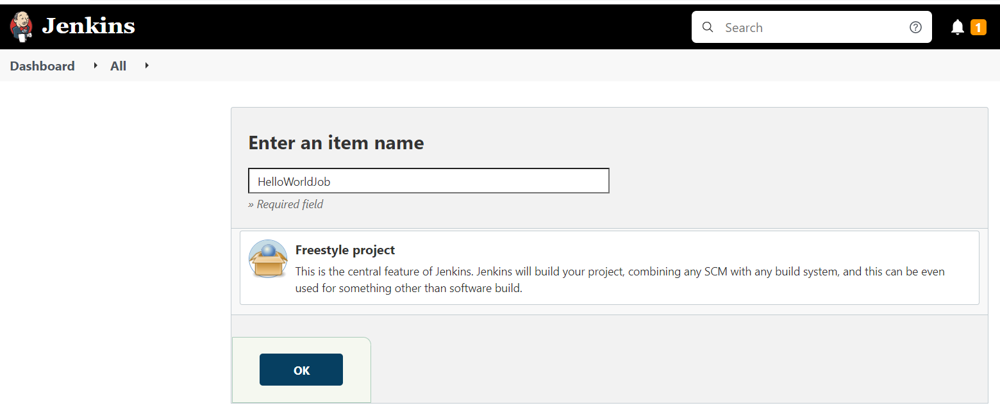 Jenkins
Search
1
Dashboard
All
Enter an item name
HelloWorldJob
» Required field
Freestyle project
This is the central feature of Jenkins. Jenkins will build your project, combining any SCM with any build system, and this can be even
used for something other than software build.
OK